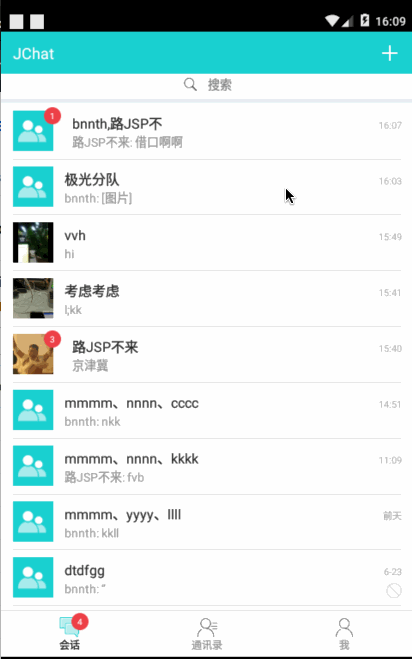 16:09
JChat
搜索
1
bnnth,路JSP不
16:07
路JSP不来: 借口啊啊
极光分队
16:03
bnnth: [图片]
vvh
15:49
hi
考虑考虑
15:41
l;kk
3
路JSP不来
15:40
京津冀
mmmm、nnnn、cccc
14:51
bnnth: nkk
mmmm、nnnn、kkkk
11:09
路JSP不来: fvb
mmmm、yyyy、llll
前天
bnnth: kkll
dtdfgg
6-23
bnnth: “
4
会话
通讯录
我